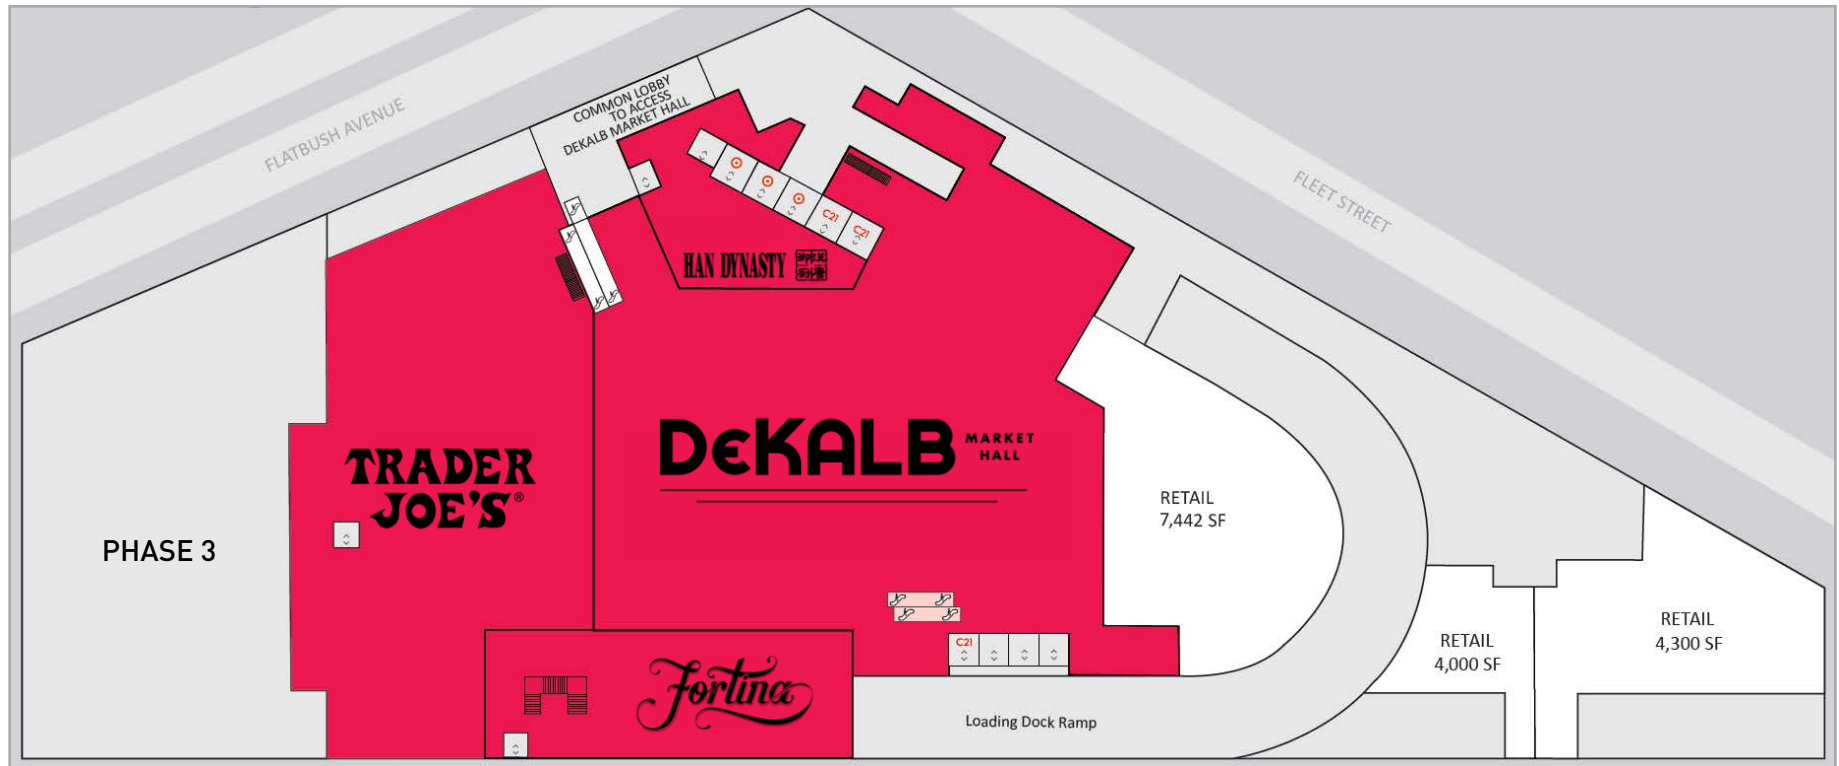 FLATBUSH AVENUE
COMMON LOBBY
TO ACCESS
DEKALB MARKET HALL
FLEET STREET
C21
C21
HAN DYNASTY
DEKALB
MARKET
HALL
TRADER
JOE'S®
PHASE 3
RETAIL
7,442 SF
C21
Fortina
Loading Dock Ramp
RETAIL
4,000 SF
RETAIL
4,300 SF